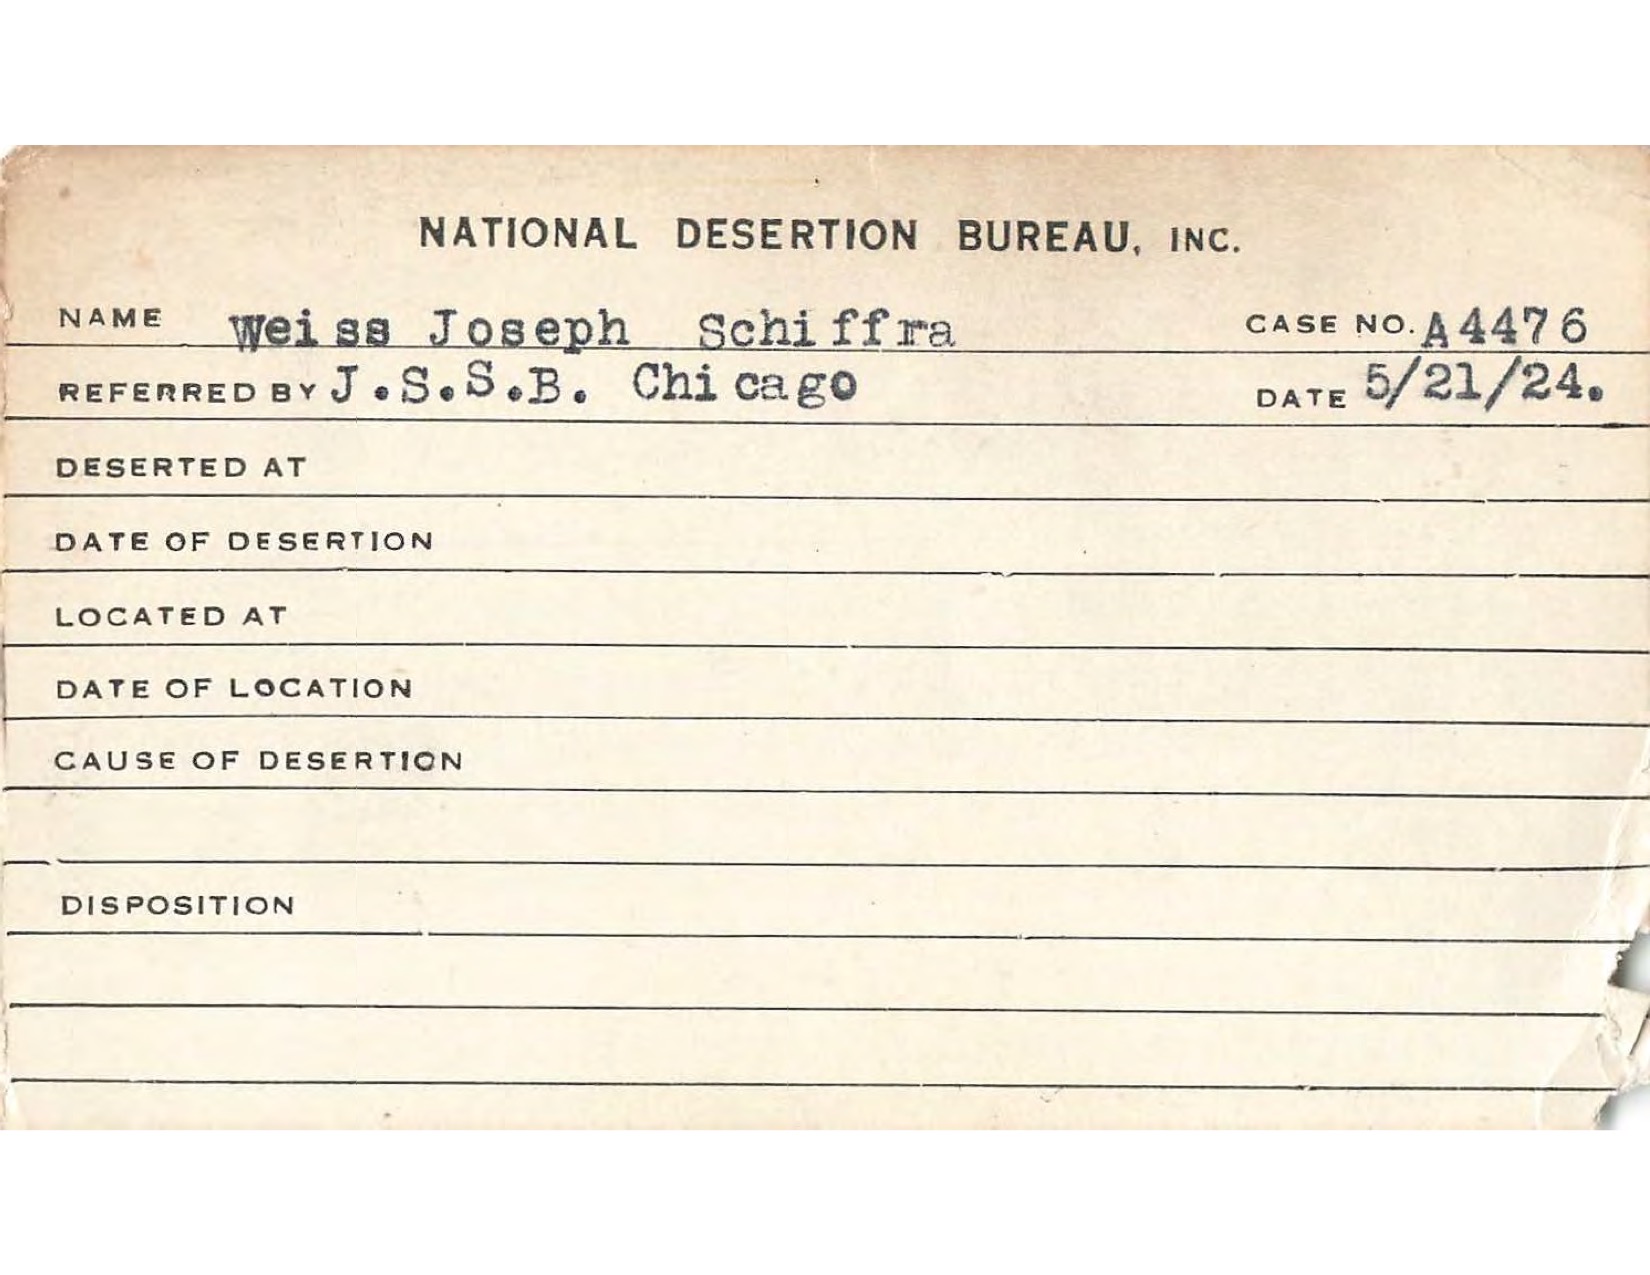 NATIONAL DESERTION BUREAU, INC.
NAME Weiss Joseph Schiffra CASE NO. A4476
REFERRED BY J.S.S.B. Chicago DATE 5/21/24.
DESERTED AT
DATE OF DESERTION
LOCATED AT
DATE OF LOCATION
CAUSE OF DESERTION
DISPOSITION